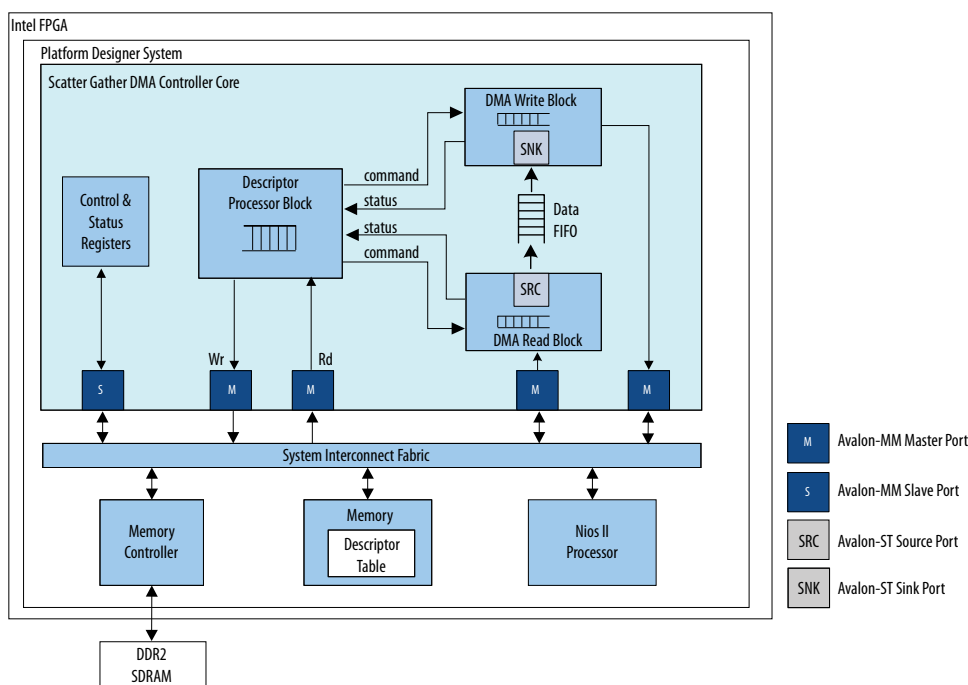 Intel FPGA
Platform Designer System
Scatter Gather DMA Controller Core
DMA Write Block
SNK
command
Descriptor
Processor Block
status
Control &
Status
Registers
Data
FIFO
status
command
SRC
DMA Read Block
Wr
Rd
S
M
M
M
M
System Interconnect Fabric
Memory
Controller
Memory
Descriptor
Table
Nios II
Processor
DDR2
SDRAM
M
Avalon-MM Master Port
S
Avalon-MM Slave Port
SRC
Avalon-ST Source Port
SNK
Avalon-ST Sink Port